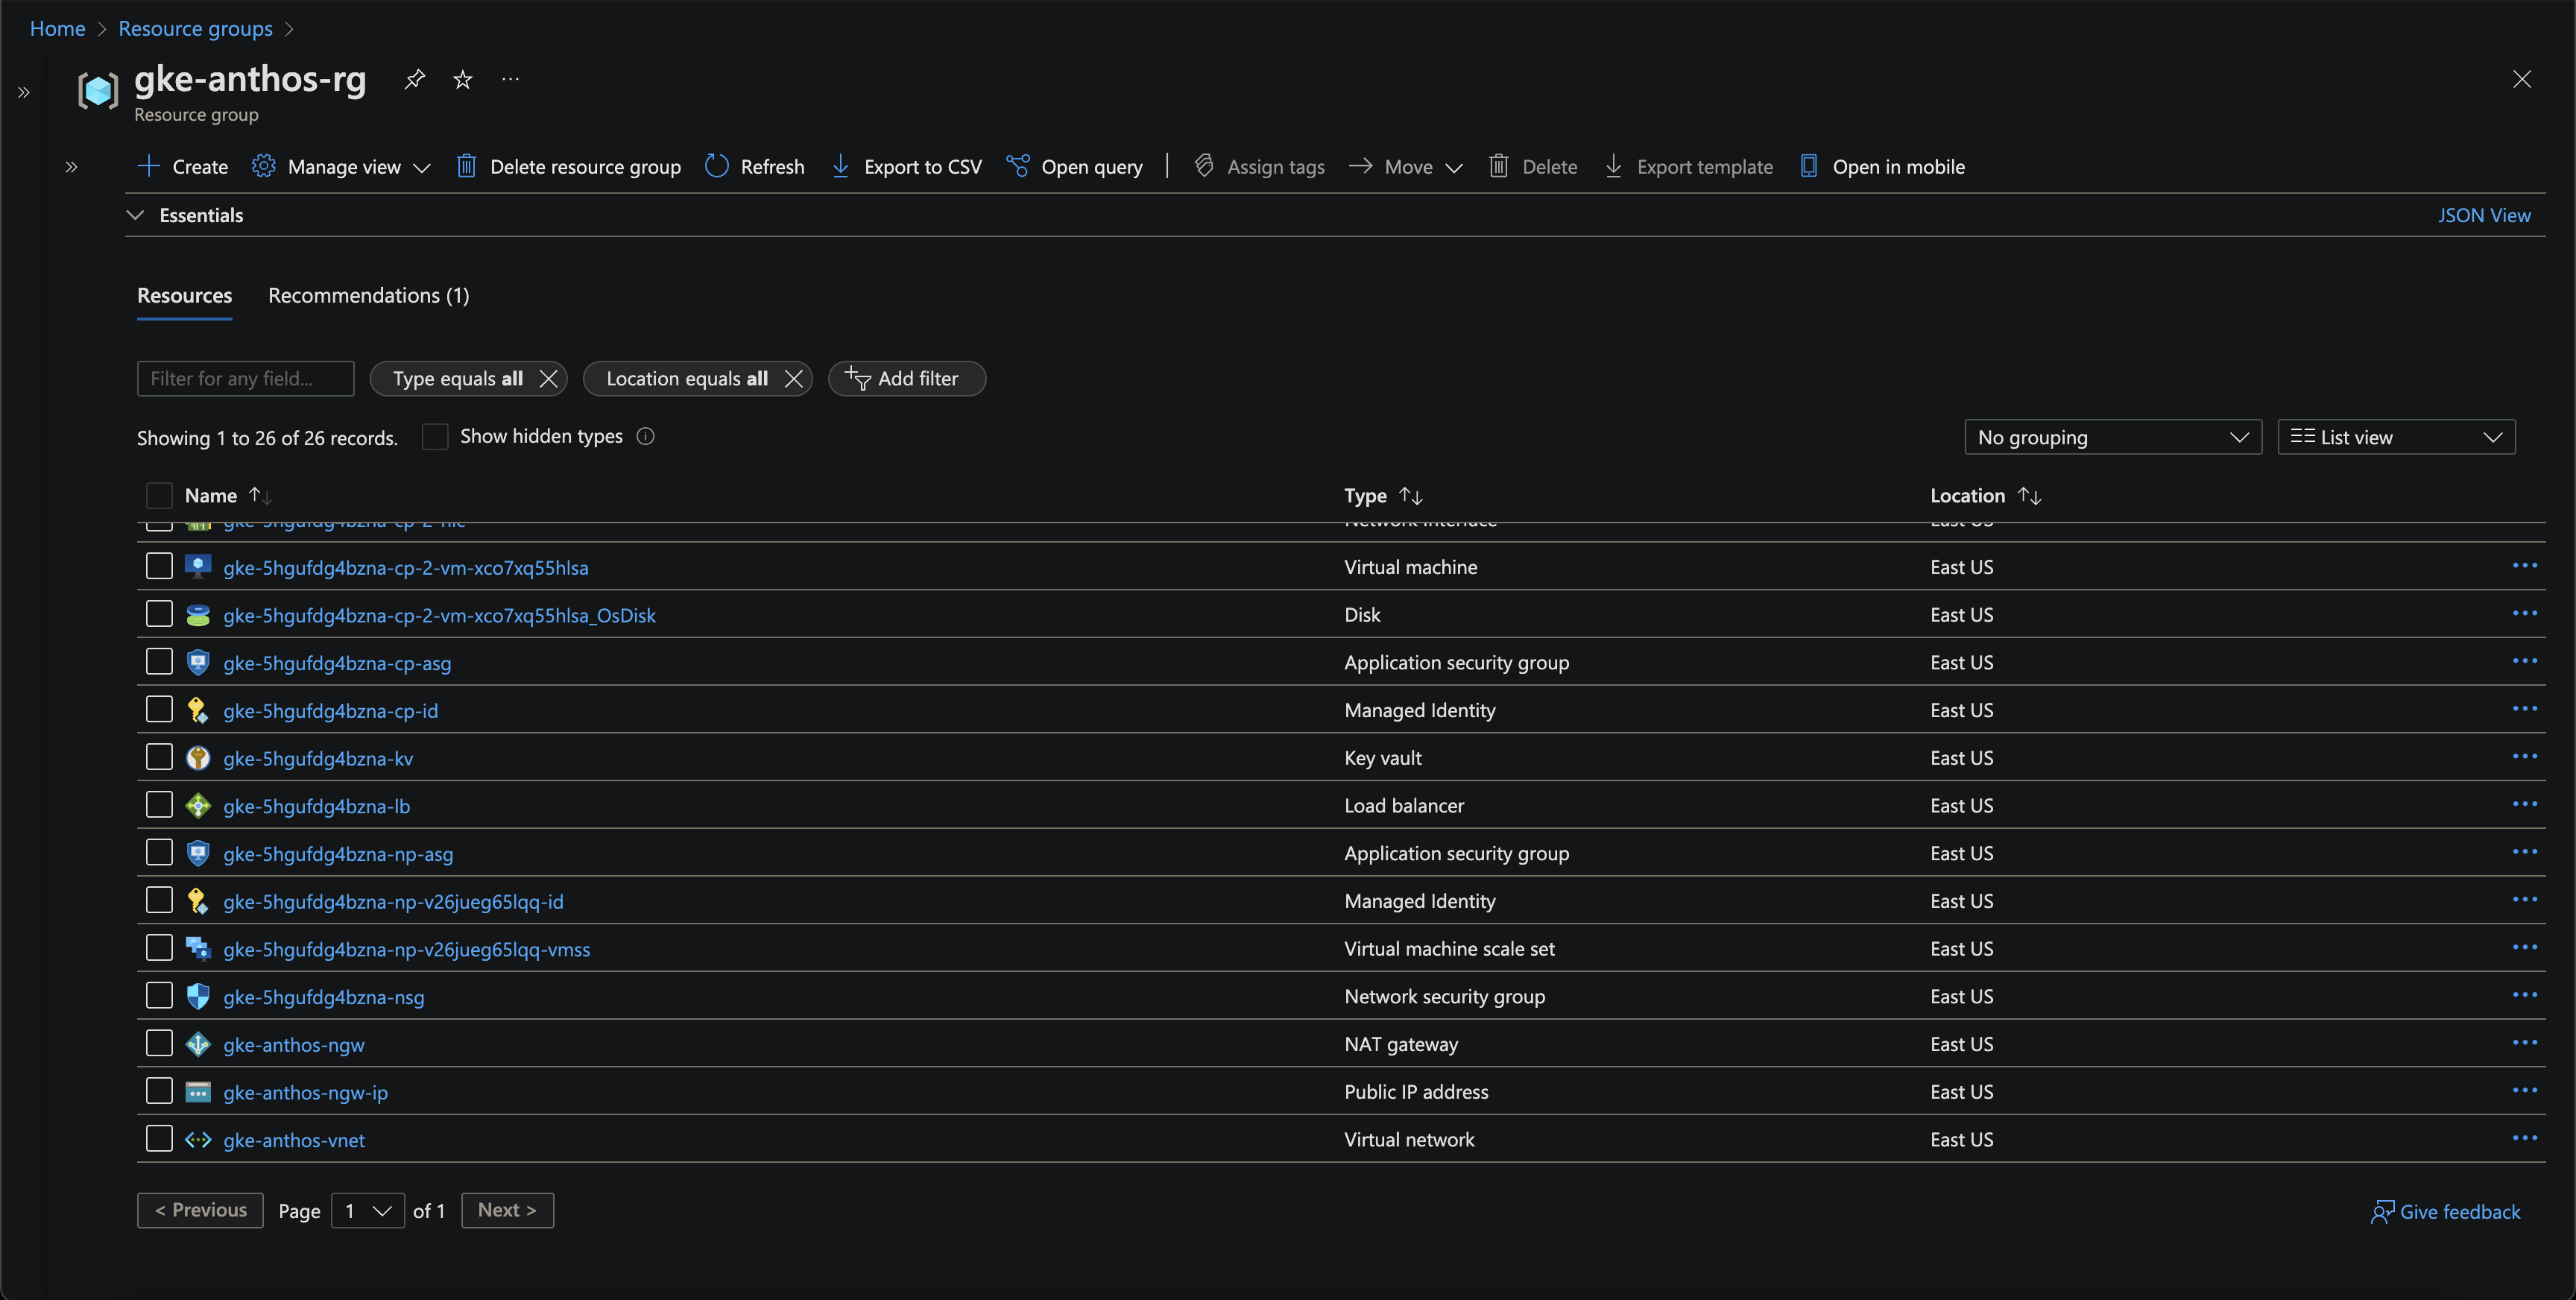 Home > Resource groups >
gke-anthos-rg
Resource group
Create Manage view Delete resource group Refresh Export to CSV Open query Assign tags Move Delete Export template Open in mobile
Essentials JSON View
Resources Recommendations (1)
Filter for any field... Type equals all Location equals all Add filter
Showing 1 to 26 of 26 records. Show hidden types No grouping List view
Name Type Location
gke-5hgufdg4bzna-cp-2-nic Network Interface East US
gke-5hgufdg4bzna-cp-2-vm-xco7xq55hlsa Virtual machine East US
gke-5hgufdg4bzna-cp-2-vm-xco7xq55hlsa_OsDisk Disk East US
gke-5hgufdg4bzna-cp-asg Application security group East US
gke-5hgufdg4bzna-cp-id Managed Identity East US
gke-5hgufdg4bzna-kv Key vault East US
gke-5hgufdg4bzna-lb Load balancer East US
gke-5hgufdg4bzna-np-asg Application security group East US
gke-5hgufdg4bzna-np-v26jueg65lqq-id Managed Identity East US
gke-5hgufdg4bzna-np-v26jueg65lqq-vmss Virtual machine scale set East US
gke-5hgufdg4bzna-nsg Network security group East US
gke-anthos-ngw NAT gateway East US
gke-anthos-ngw-ip Public IP address East US
gke-anthos-vnet Virtual network East US
< Previous Page 1 of 1 Next > Give feedback